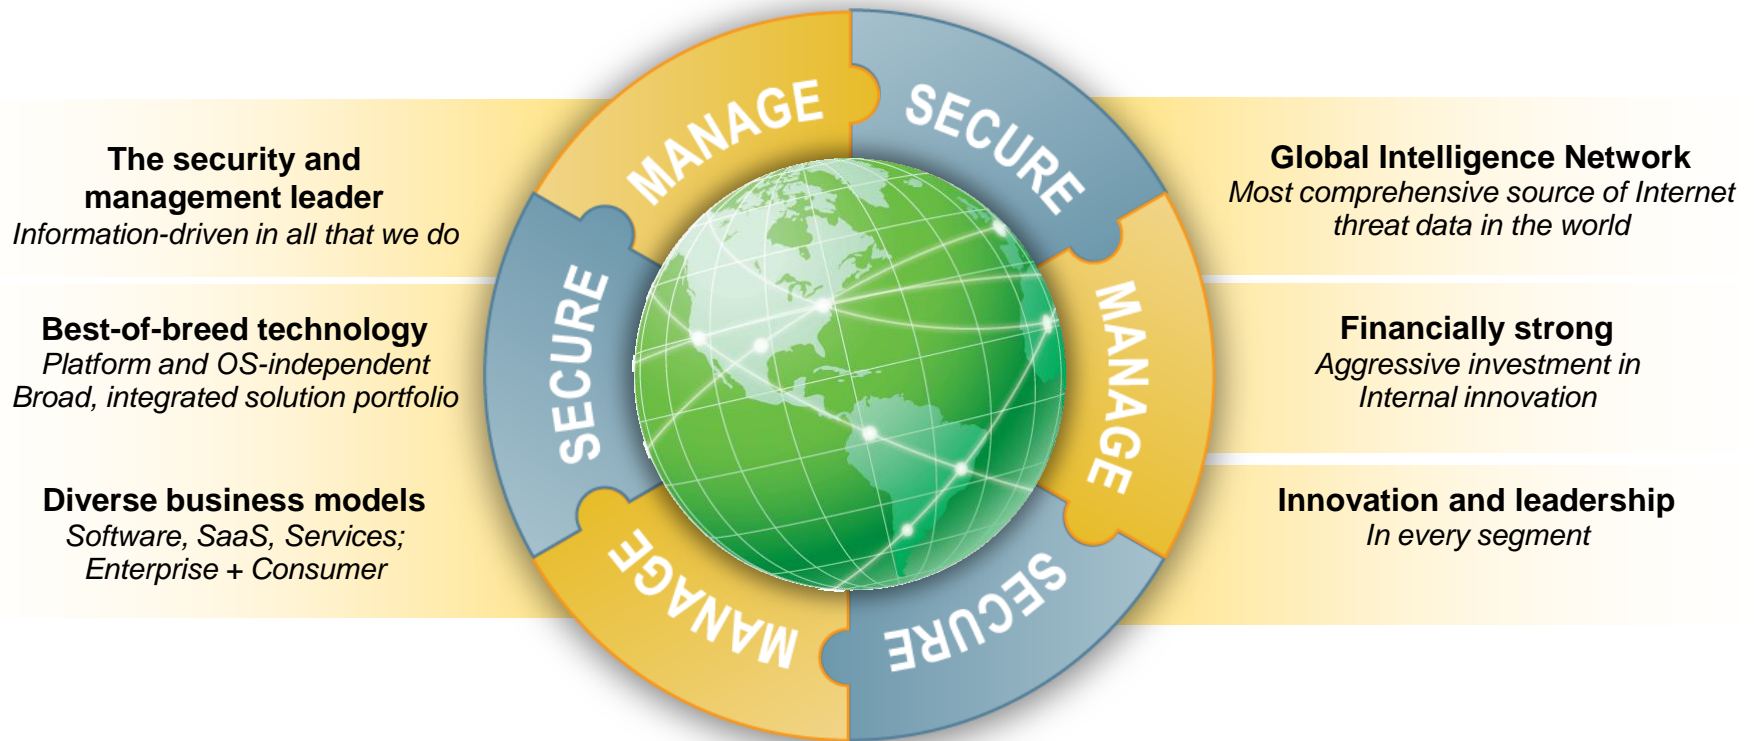 The security and
management leader
Information-driven in all that we do
Best-of-breed technology
Platform and OS-independent
Broad, integrated solution portfolio
Diverse business models
Software, SaaS, Services;
Enterprise + Consumer
MANAGE
SECURE
MANAGE
SECURE
MANAGE
SECURE
Global Intelligence Network
Most comprehensive source of Internet
threat data in the world
Financially strong
Aggressive investment in
Internal innovation
Innovation and leadership
In every segment